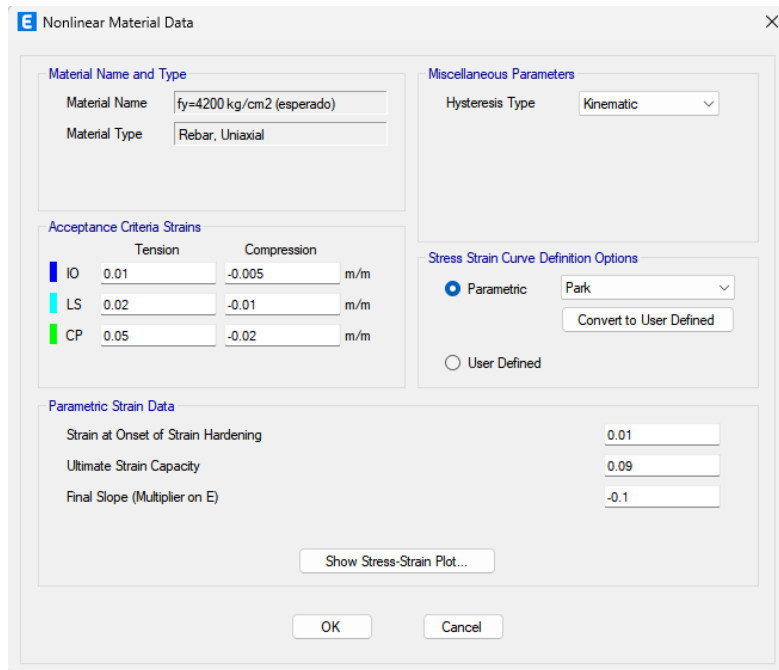 E Nonlinear Material Data
Material Name and Type
Material Name fy=4200 kg/cm2 (esperado)
Material Type Rebar, Uniaxial
Miscellaneous Parameters
Hysteresis Type Kinematic
Acceptance Criteria Strains
Tension Compression
IO 0.01 -0.005 m/m
LS 0.02 -0.01 m/m
CP 0.05 -0.02 m/m
Stress Strain Curve Definition Options
Parametric Park
Convert to User Defined
User Defined
Parametric Strain Data
Strain at Onset of Strain Hardening 0.01
Ultimate Strain Capacity 0.09
Final Slope (Multiplier on E) -0.1
Show Stress-Strain Plot...
OK Cancel